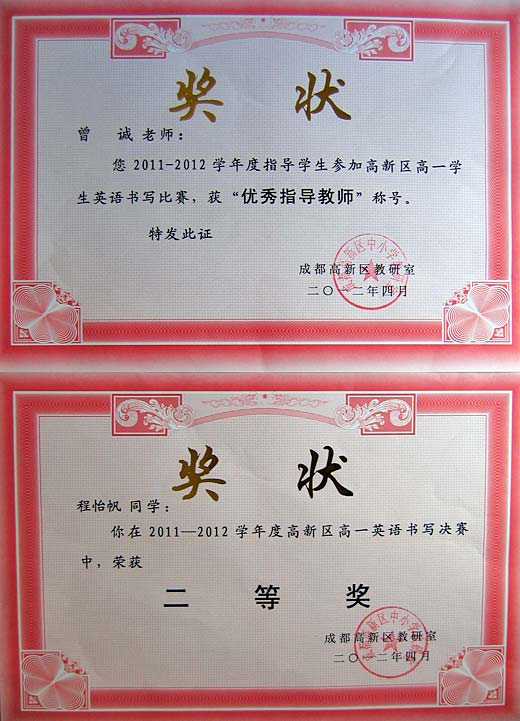 奖 状
曾 诚 老师：
您 2011-2012 学年度指导学生参加高新区高一学
生英语书写比赛，获“优秀指导教师”称号。
特发此证
成都高新区教研室
二〇一二年四月
奖 状
程怡帆 同学：
你在 2011—2012 学年度高新区高一英语书写决赛
中，荣获
二 等 奖
成都高新区教研室
二〇一二年四月